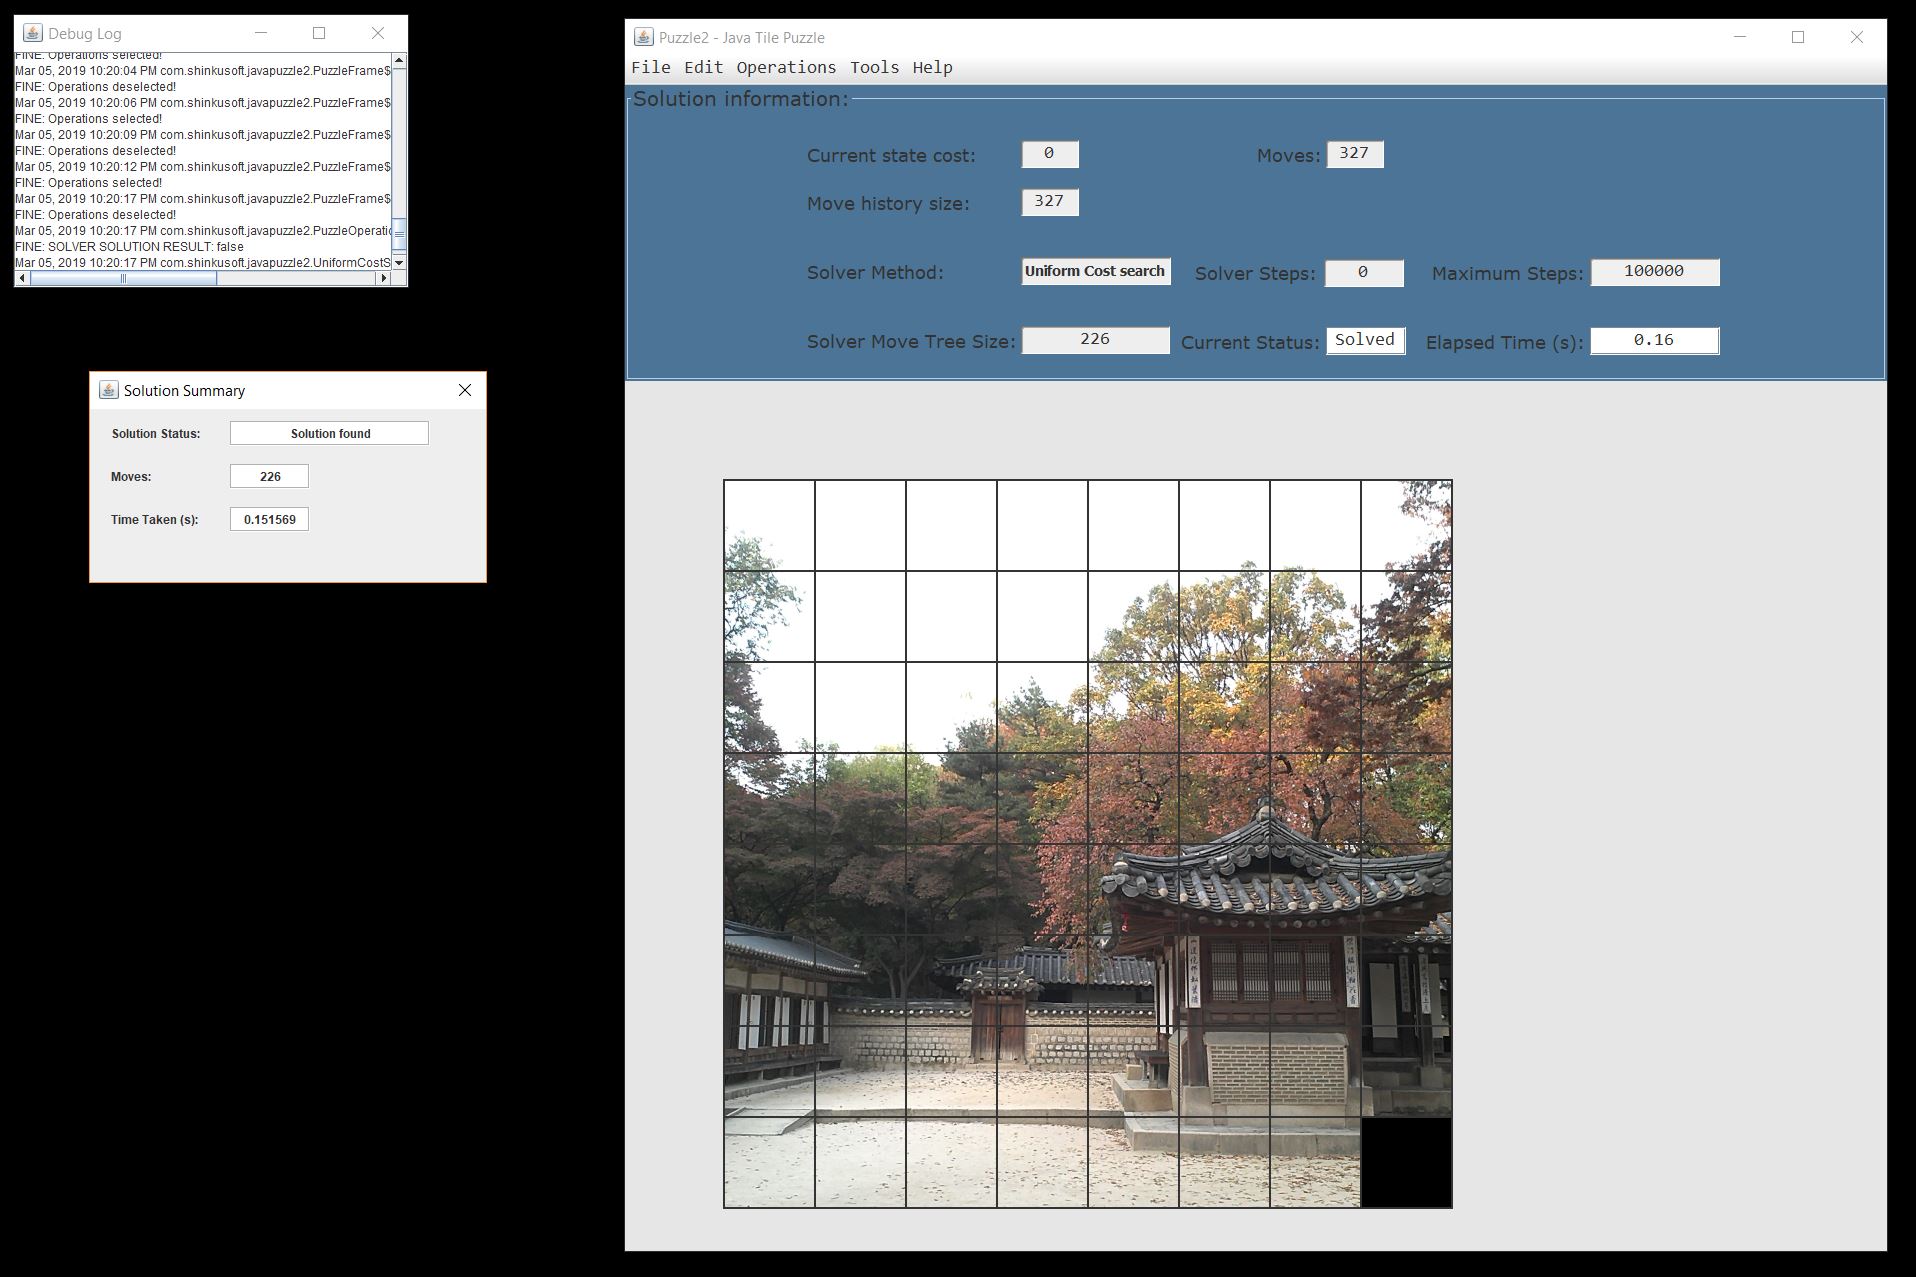 Debug Log
FINE: Operations selected!
Mar 05, 2019 10:20:04 PM com.shinkusoft.javapuzzle2.PuzzleFrame$
FINE: Operations deselected!
Mar 05, 2019 10:20:06 PM com.shinkusoft.javapuzzle2.PuzzleFrame$
FINE: Operations selected!
Mar 05, 2019 10:20:09 PM com.shinkusoft.javapuzzle2.PuzzleFrame$
FINE: Operations deselected!
Mar 05, 2019 10:20:12 PM com.shinkusoft.javapuzzle2.PuzzleFrame$
FINE: Operations selected!
Mar 05, 2019 10:20:17 PM com.shinkusoft.javapuzzle2.PuzzleFrame$
FINE: Operations deselected!
Mar 05, 2019 10:20:17 PM com.shinkusoft.javapuzzle2.PuzzleOperatio
FINE: SOLVER SOLUTION RESULT: false
Mar 05, 2019 10:20:17 PM com.shinkusoft.javapuzzle2.UniformCostS
Solution Summary
Solution Status: Solution found
Moves: 226
Time Taken (s): 0.151569
Puzzle2 - Java Tile Puzzle
File Edit Operations Tools Help
Solution information:
Current state cost: 0 Moves: 327
Move history size: 327
Solver Method: Uniform Cost search Solver Steps: 0 Maximum Steps: 100000
Solver Move Tree Size: 226 Current Status: Solved Elapsed Time (s): 0.16